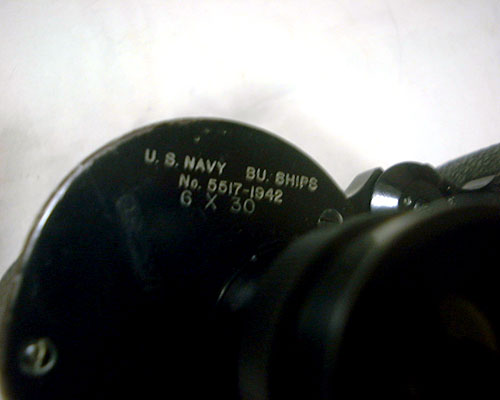 U. S. NAVY BU. SHIPS
No. 5517-1942
6 X 30